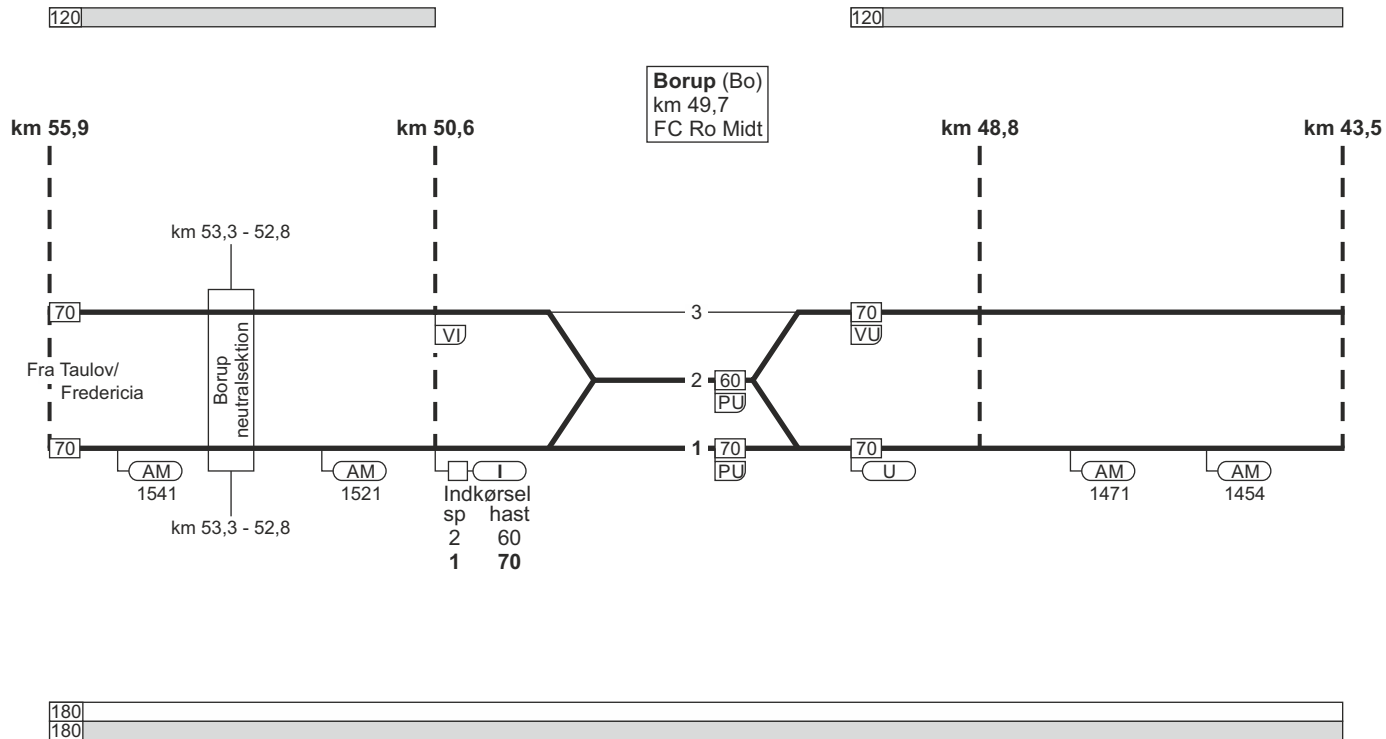 120
120
Borup (Bo)
km 49,7
FC Ro Midt
km 55,9
km 50,6
km 48,8
km 43,5
km 53,3 - 52,8
70
3
70
VI
VU
Borup
neutralsektion
Fra Taulov/
Fredericia
2
60
PU
70
1
70
70
AM
AM
I
PU
U
AM
AM
1541
1521
Indkørsel
1471
1454
sp hast
km 53,3 - 52,8
2 60
1 70
180
180